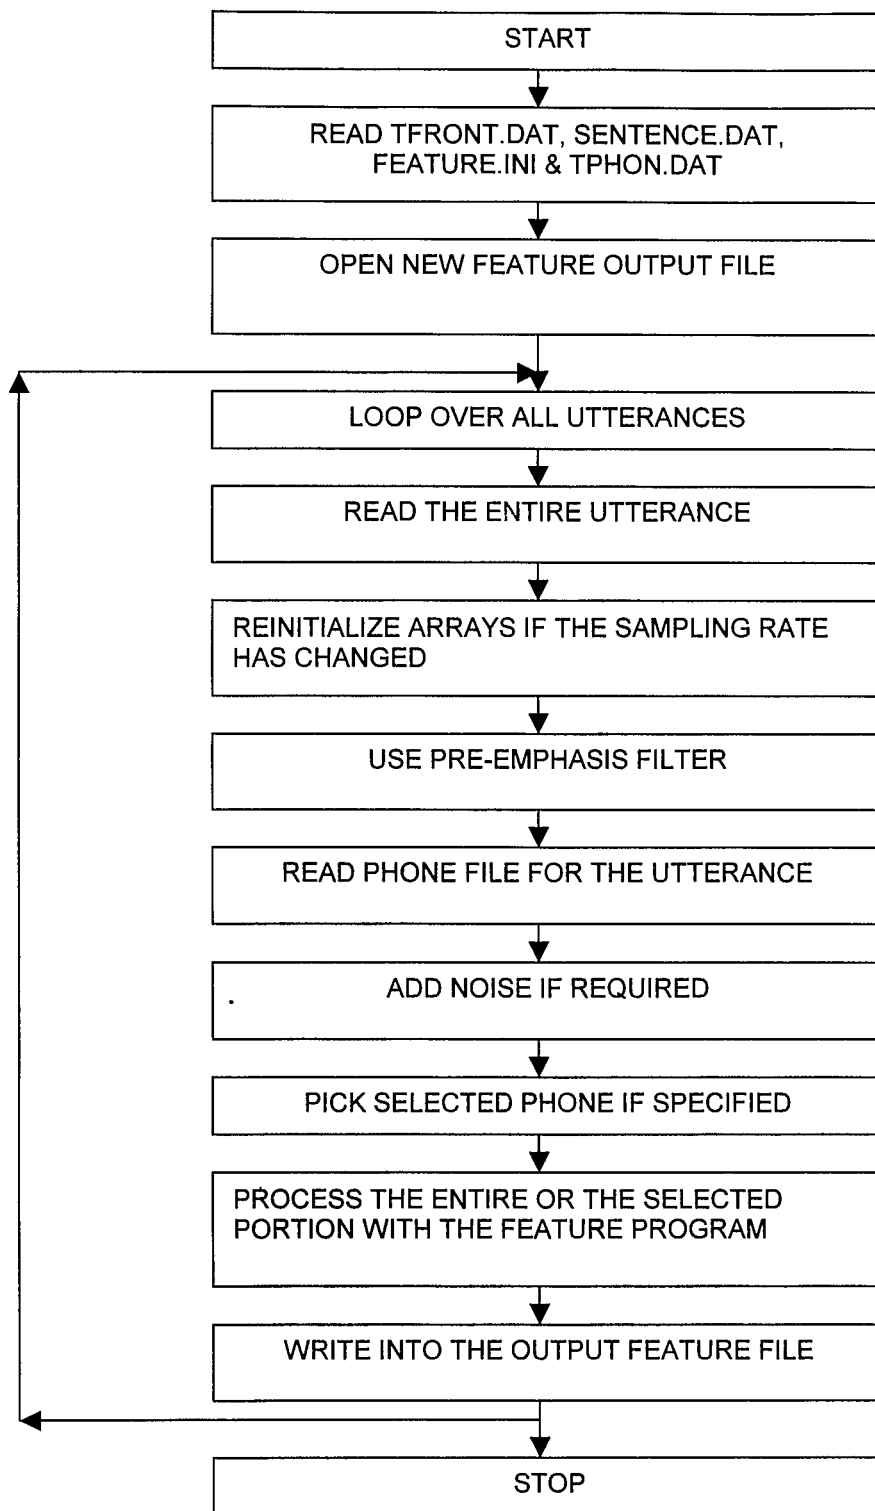 START
READ TFRONT.DAT, SENTENCE.DAT,
FEATURE.INI & TPHON.DAT
OPEN NEW FEATURE OUTPUT FILE
LOOP OVER ALL UTTERANCES
READ THE ENTIRE UTTERANCE
REINITIALIZE ARRAYS IF THE SAMPLING RATE
HAS CHANGED
USE PRE-EMPHASIS FILTER
READ PHONE FILE FOR THE UTTERANCE
ADD NOISE IF REQUIRED
PICK SELECTED PHONE IF SPECIFIED
PROCESS THE ENTIRE OR THE SELECTED
PORTION WITH THE FEATURE PROGRAM
WRITE INTO THE OUTPUT FEATURE FILE
STOP